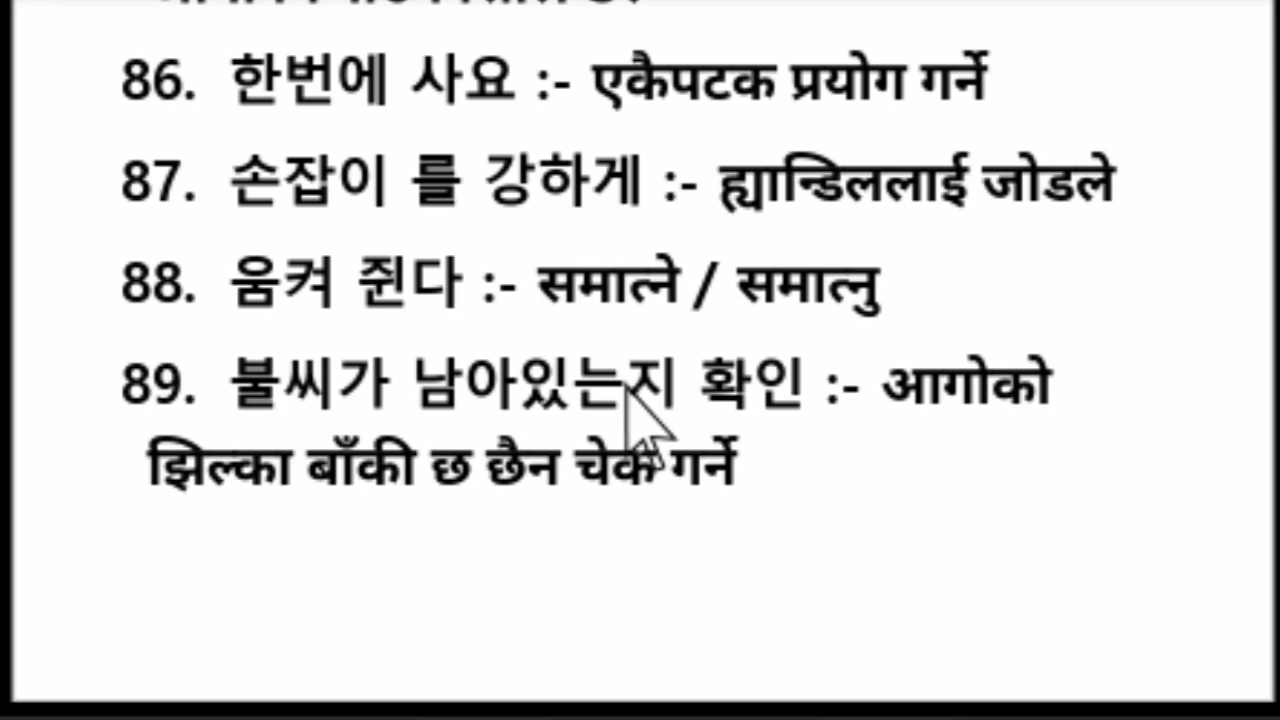 86. 한번에 사요 :- एकैपटक प्रयोग गर्ने
87. 손잡이 를 강하게 :- ह्यान्डिललाई जोडले
88. 움켜 쥔다 :- समात्ने / समात्नु
89. 불씨가 남아있는지 확인 :- आगोको
झिल्का बाँकी छ छैन चेक गर्ने